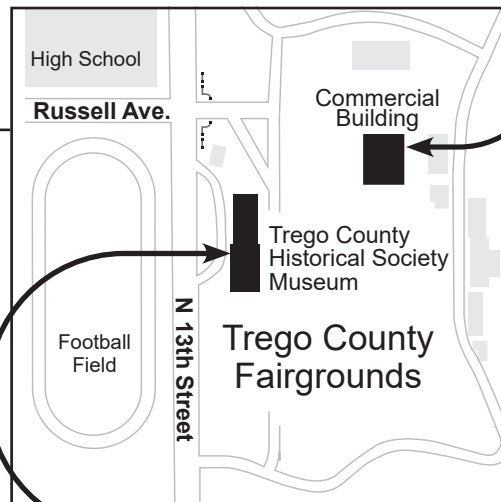 High School
Russell Ave.
Commercial
Building
Trego County
Historical Society
Museum
Football
Field
N 13th Street
Trego County
Fairgrounds